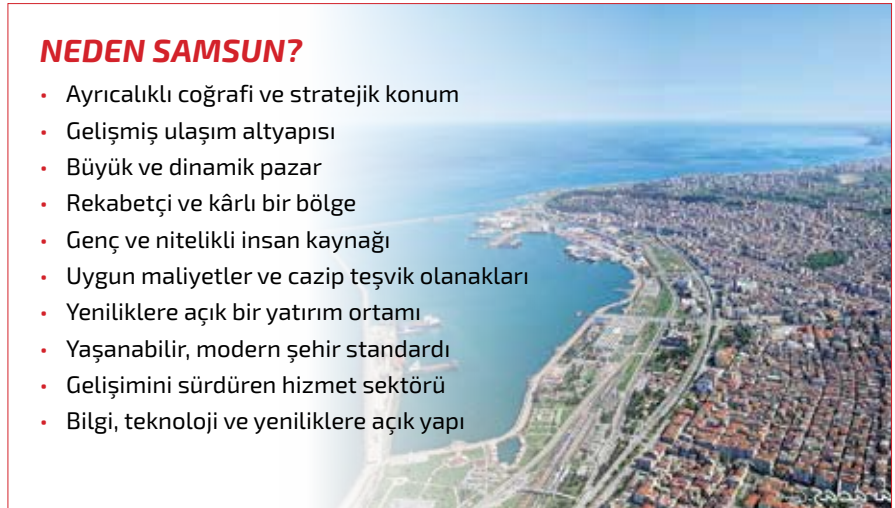 NEDEN SAMSUN?
• Ayrıcalıklı coğrafi ve stratejik konum
• Gelişmiş ulaşım altyapısı
• Büyük ve dinamik pazar
• Rekabetçi ve kârlı bir bölge
• Genç ve nitelikli insan kaynağı
• Uygun maliyetler ve cazip teşvik olanakları
• Yeniliklere açık bir yatırım ortamı
• Yaşanabilir, modern şehir standardı
• Gelişimini sürdüren hizmet sektörü
• Bilgi, teknoloji ve yeniliklere açık yapı